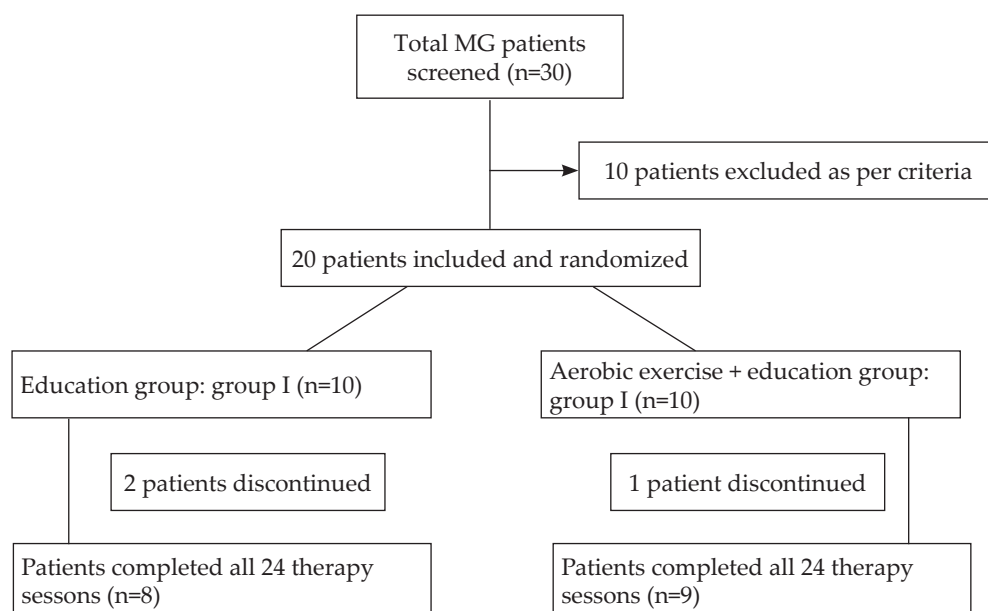 Total MG patients
screened (n=30)
10 patients excluded as per criteria
20 patients included and randomized
Education group: group I (n=10)
Aerobic exercise + education group:
group I (n=10)
2 patients discontinued
1 patient discontinued
Patients completed all 24 therapy
sessons (n=8)
Patients completed all 24 therapy
sessons (n=9)